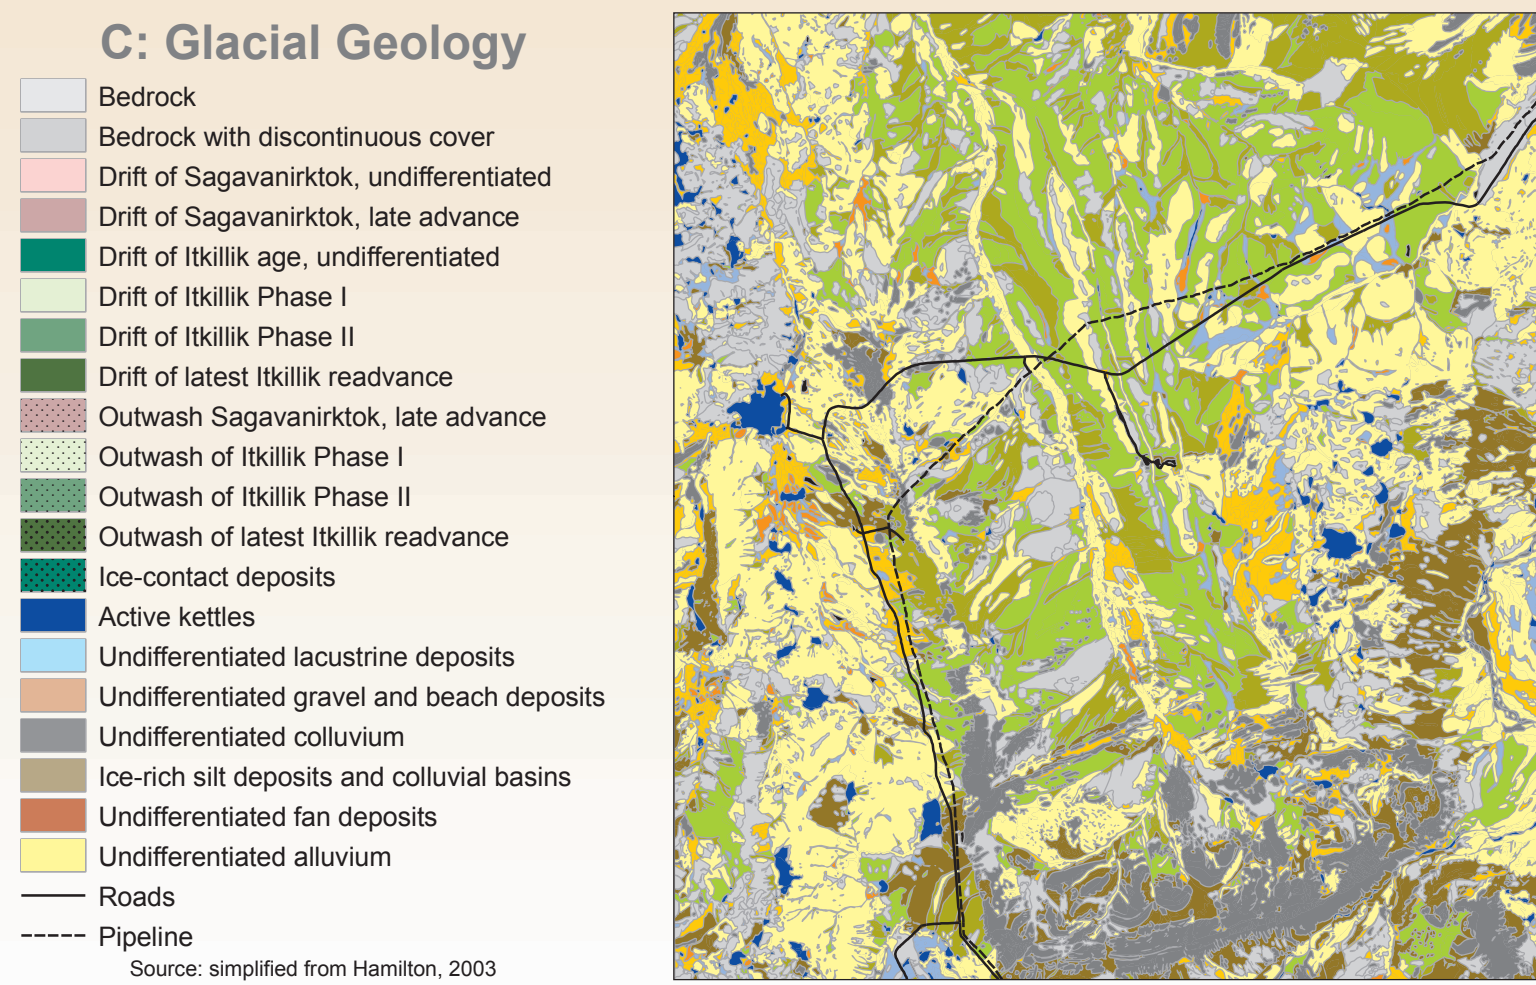 C: Glacial Geology
Bedrock
Bedrock with discontinuous cover
Drift of Sagavanirktok, undifferentiated
Drift of Sagavanirktok, late advance
Drift of Itkillik age, undifferentiated
Drift of Itkillik Phase I
Drift of Itkillik Phase II
Drift of latest Itkillik readvance
Outwash Sagavanirktok, late advance
Outwash of Itkillik Phase I
Outwash of Itkillik Phase II
Outwash of latest Itkillik readvance
Ice-contact deposits
Active kettles
Undifferentiated lacustrine deposits
Undifferentiated gravel and beach deposits
Undifferentiated colluvium
Ice-rich silt deposits and colluvial basins
Undifferentiated fan deposits
Undifferentiated alluvium
Roads
Pipeline
Source: simplified from Hamilton, 2003